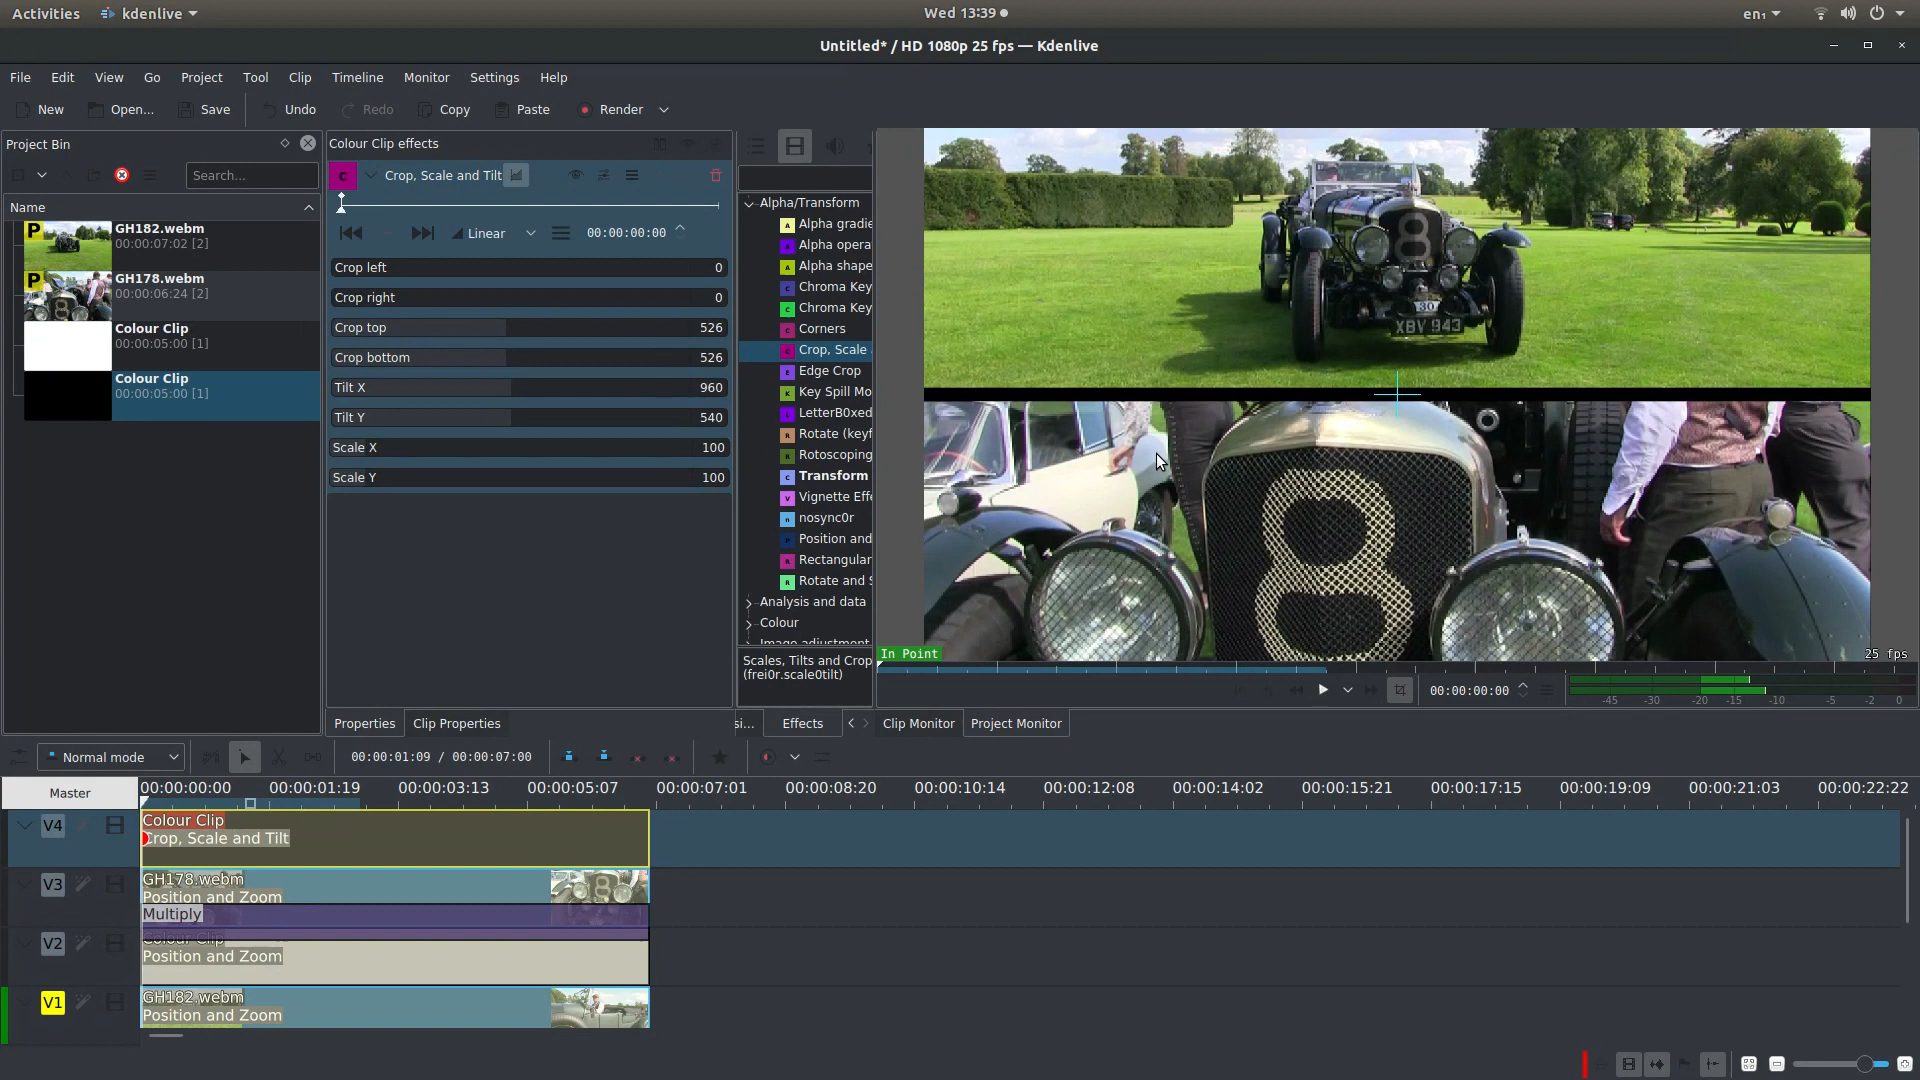 Activities kdenlive Wed 13:39 en₁
Untitled* / HD 1080p 25 fps — Kdenlive
File Edit View Go Project Tool Clip Timeline Monitor Settings Help
New Open... Save Undo Redo Copy Paste Render
Project Bin
Search...
Name
P
GH182.webm
00:00:07:02 [2]
P
GH178.webm
00:00:06:24 [2]
Colour Clip
00:00:05:00 [1]
Colour Clip
00:00:05:00 [1]
Colour Clip effects
C Crop, Scale and Tilt
Linear 00:00:00:00
Crop left 0
Crop right 0
Crop top 526
Crop bottom 526
Tilt X 960
Tilt Y 540
Scale X 100
Scale Y 100
Properties Clip Properties
Alpha/Transform
A Alpha gradie
A Alpha opera
A Alpha shape
C Chroma Key
C Chroma Key
C Corners
C Crop, Scale
E Edge Crop
K Key Spill Mo
L LetterB0xed
R Rotate (keyf
R Rotoscoping
C Transform
V Vignette Effe
n nosync0r
P Position and
R Rectangular
R Rotate and S
Analysis and data
Colour
Image adjustment
Scales, Tilts and Crop
(frei0r.scale0tilt)
si... Effects
8
30
XBV 943
8
In Point
25 fps
00:00:00:00
-45 -30 -20 -15 -10 -5 -2 0
Clip Monitor Project Monitor
Normal mode 00:00:01:09 / 00:00:07:00
Master
00:00:00:00 00:00:01:19 00:00:03:13 00:00:05:07 00:00:07:01 00:00:08:20 00:00:10:14 00:00:12:08 00:00:14:02 00:00:15:21 00:00:17:15 00:00:19:09 00:00:21:03 00:00:22:22
V4
Colour Clip
Crop, Scale and Tilt
V3
GH178.webm
Position and Zoom
Multiply
V2
Colour Clip
Position and Zoom
V1
GH182.webm
Position and Zoom